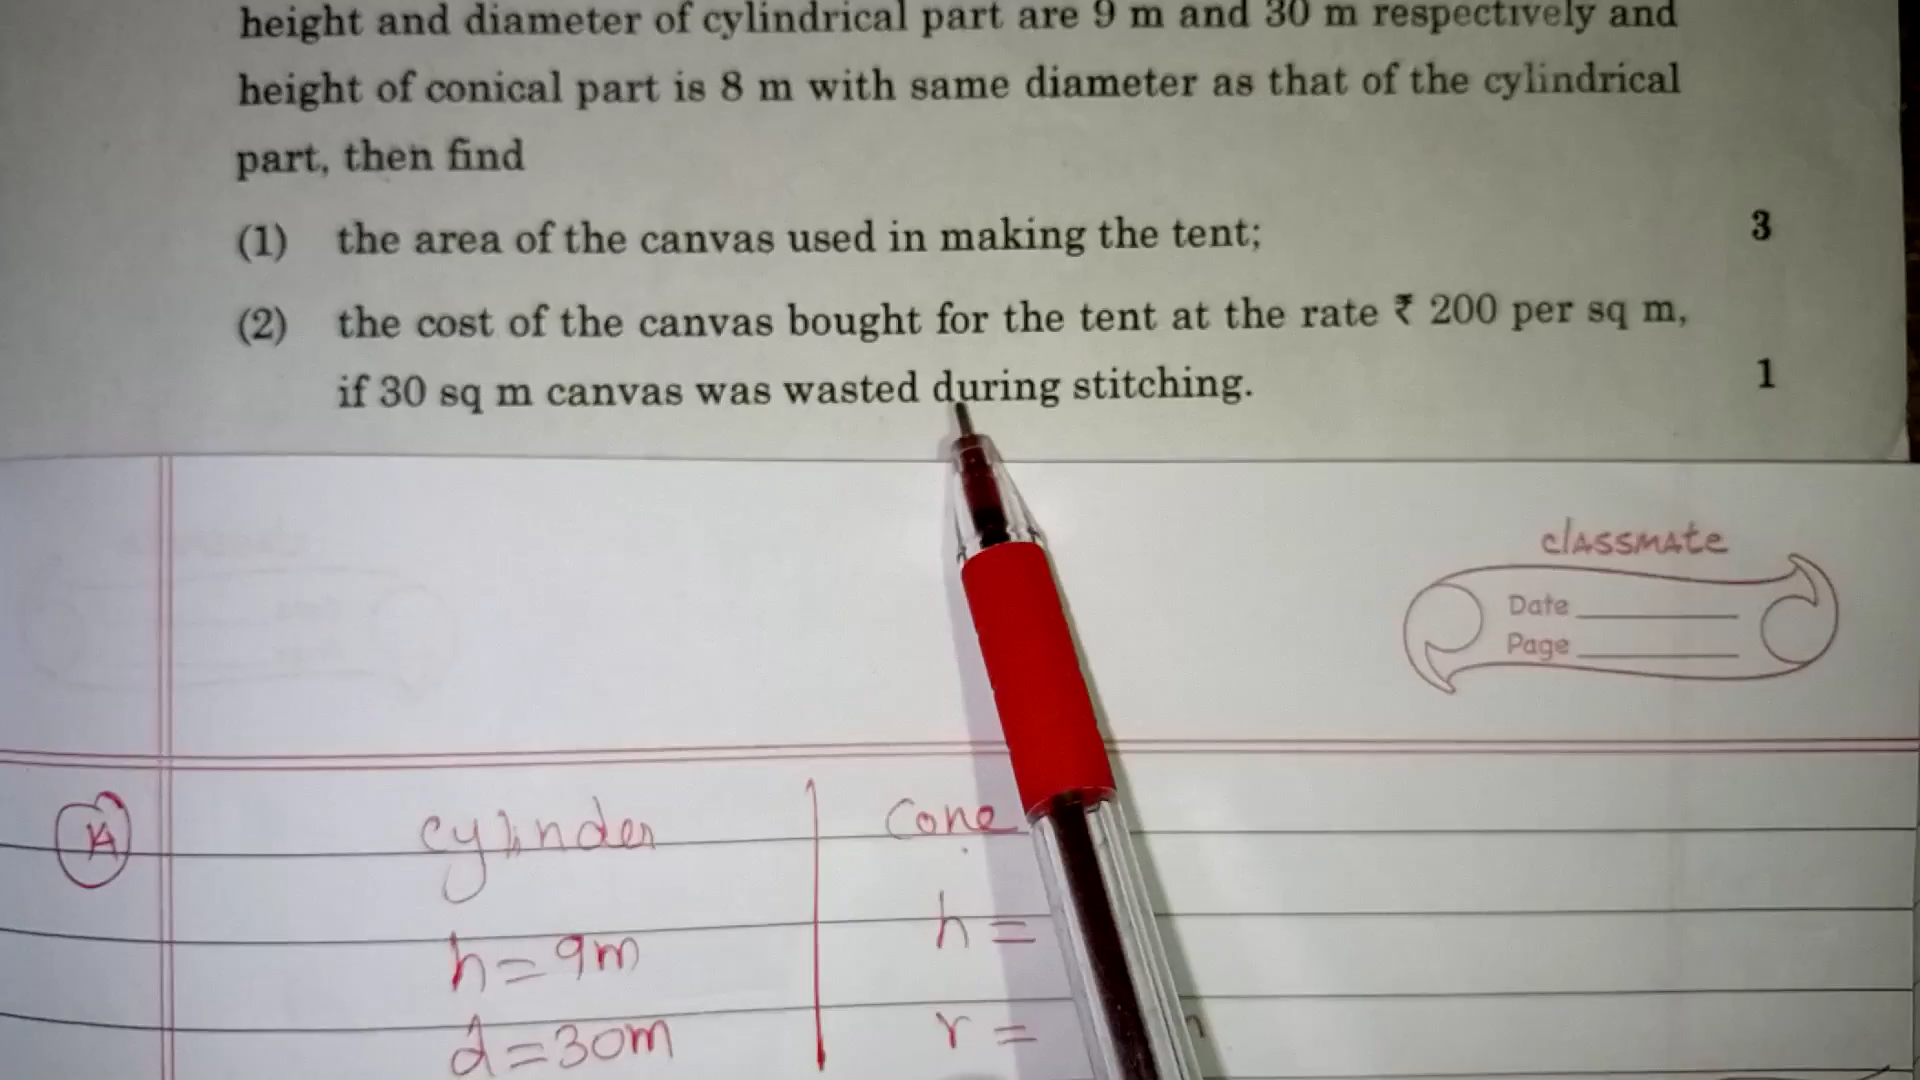 height and diameter of cylindrical part are 9 m and 30 m respectively and
height of conical part is 8 m with same diameter as that of the cylindrical
part, then find
(1) the area of the canvas used in making the tent; 3
(2) the cost of the canvas bought for the tent at the rate ₹ 200 per sq m,
if 30 sq m canvas was wasted during stitching. 1
classmate
Date
Page
cylinder Cone
h=9m h =
d=30m r =